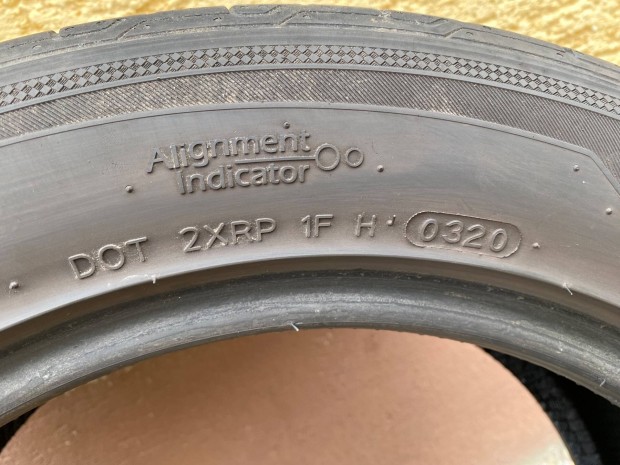 Alignment
Indicator
DOT 2XRP 1F H 0320